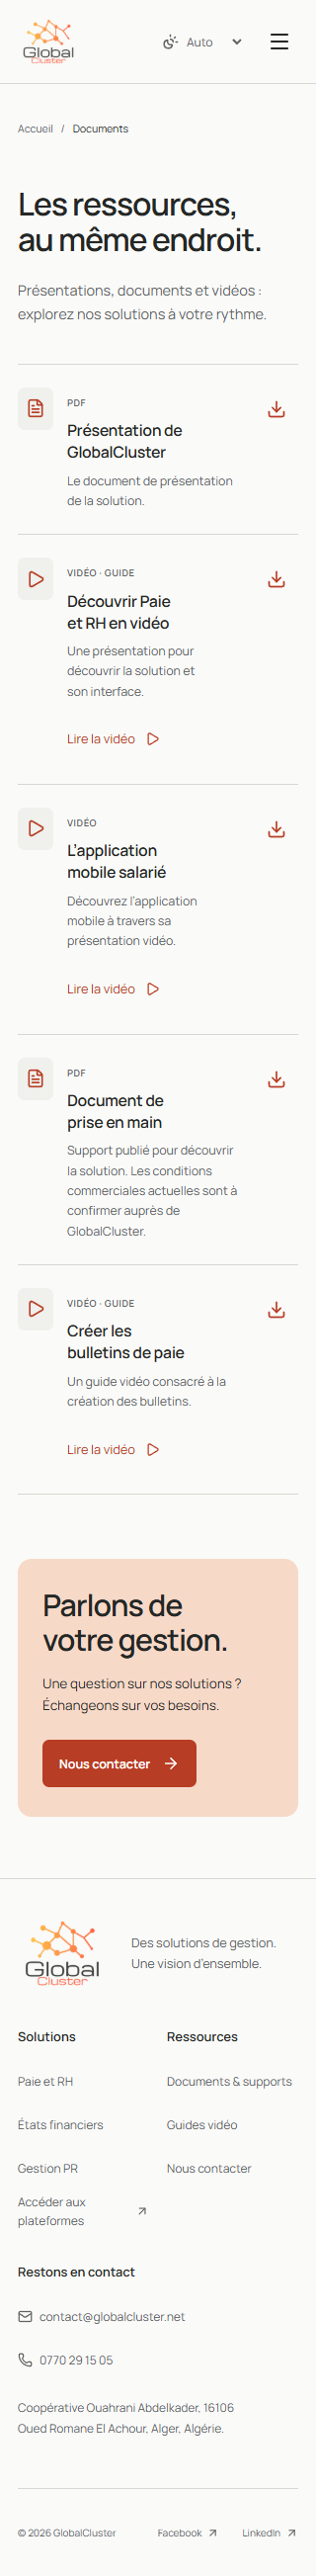 Global
Cluster
Auto
Accueil / Documents
Les ressources,
au même endroit.
Présentations, documents et vidéos :
explorez nos solutions à votre rythme.
PDF
Présentation de
GlobalCluster
Le document de présentation
de la solution.
VIDÉO · GUIDE
Découvrir Paie
et RH en vidéo
Une présentation pour
découvrir la solution et
son interface.
Lire la vidéo
VIDÉO
L’application
mobile salarié
Découvrez l’application
mobile à travers sa
présentation vidéo.
Lire la vidéo
PDF
Document de
prise en main
Support publié pour découvrir
la solution. Les conditions
commerciales actuelles sont à
confirmer auprès de
GlobalCluster.
VIDÉO · GUIDE
Créer les
bulletins de paie
Un guide vidéo consacré à la
création des bulletins.
Lire la vidéo
Parlons de
votre gestion.
Une question sur nos solutions ?
Échangeons sur vos besoins.
Nous contacter
Global
Cluster
Des solutions de gestion.
Une vision d’ensemble.
Solutions
Paie et RH
États financiers
Gestion PR
Accéder aux
plateformes
Ressources
Documents & supports
Guides vidéo
Nous contacter
Restons en contact
contact@globalcluster.net
0770 29 15 05
Coopérative Ouahrani Abdelkader, 16106
Oued Romane El Achour, Alger, Algérie.
© 2026 GlobalCluster
Facebook
LinkedIn